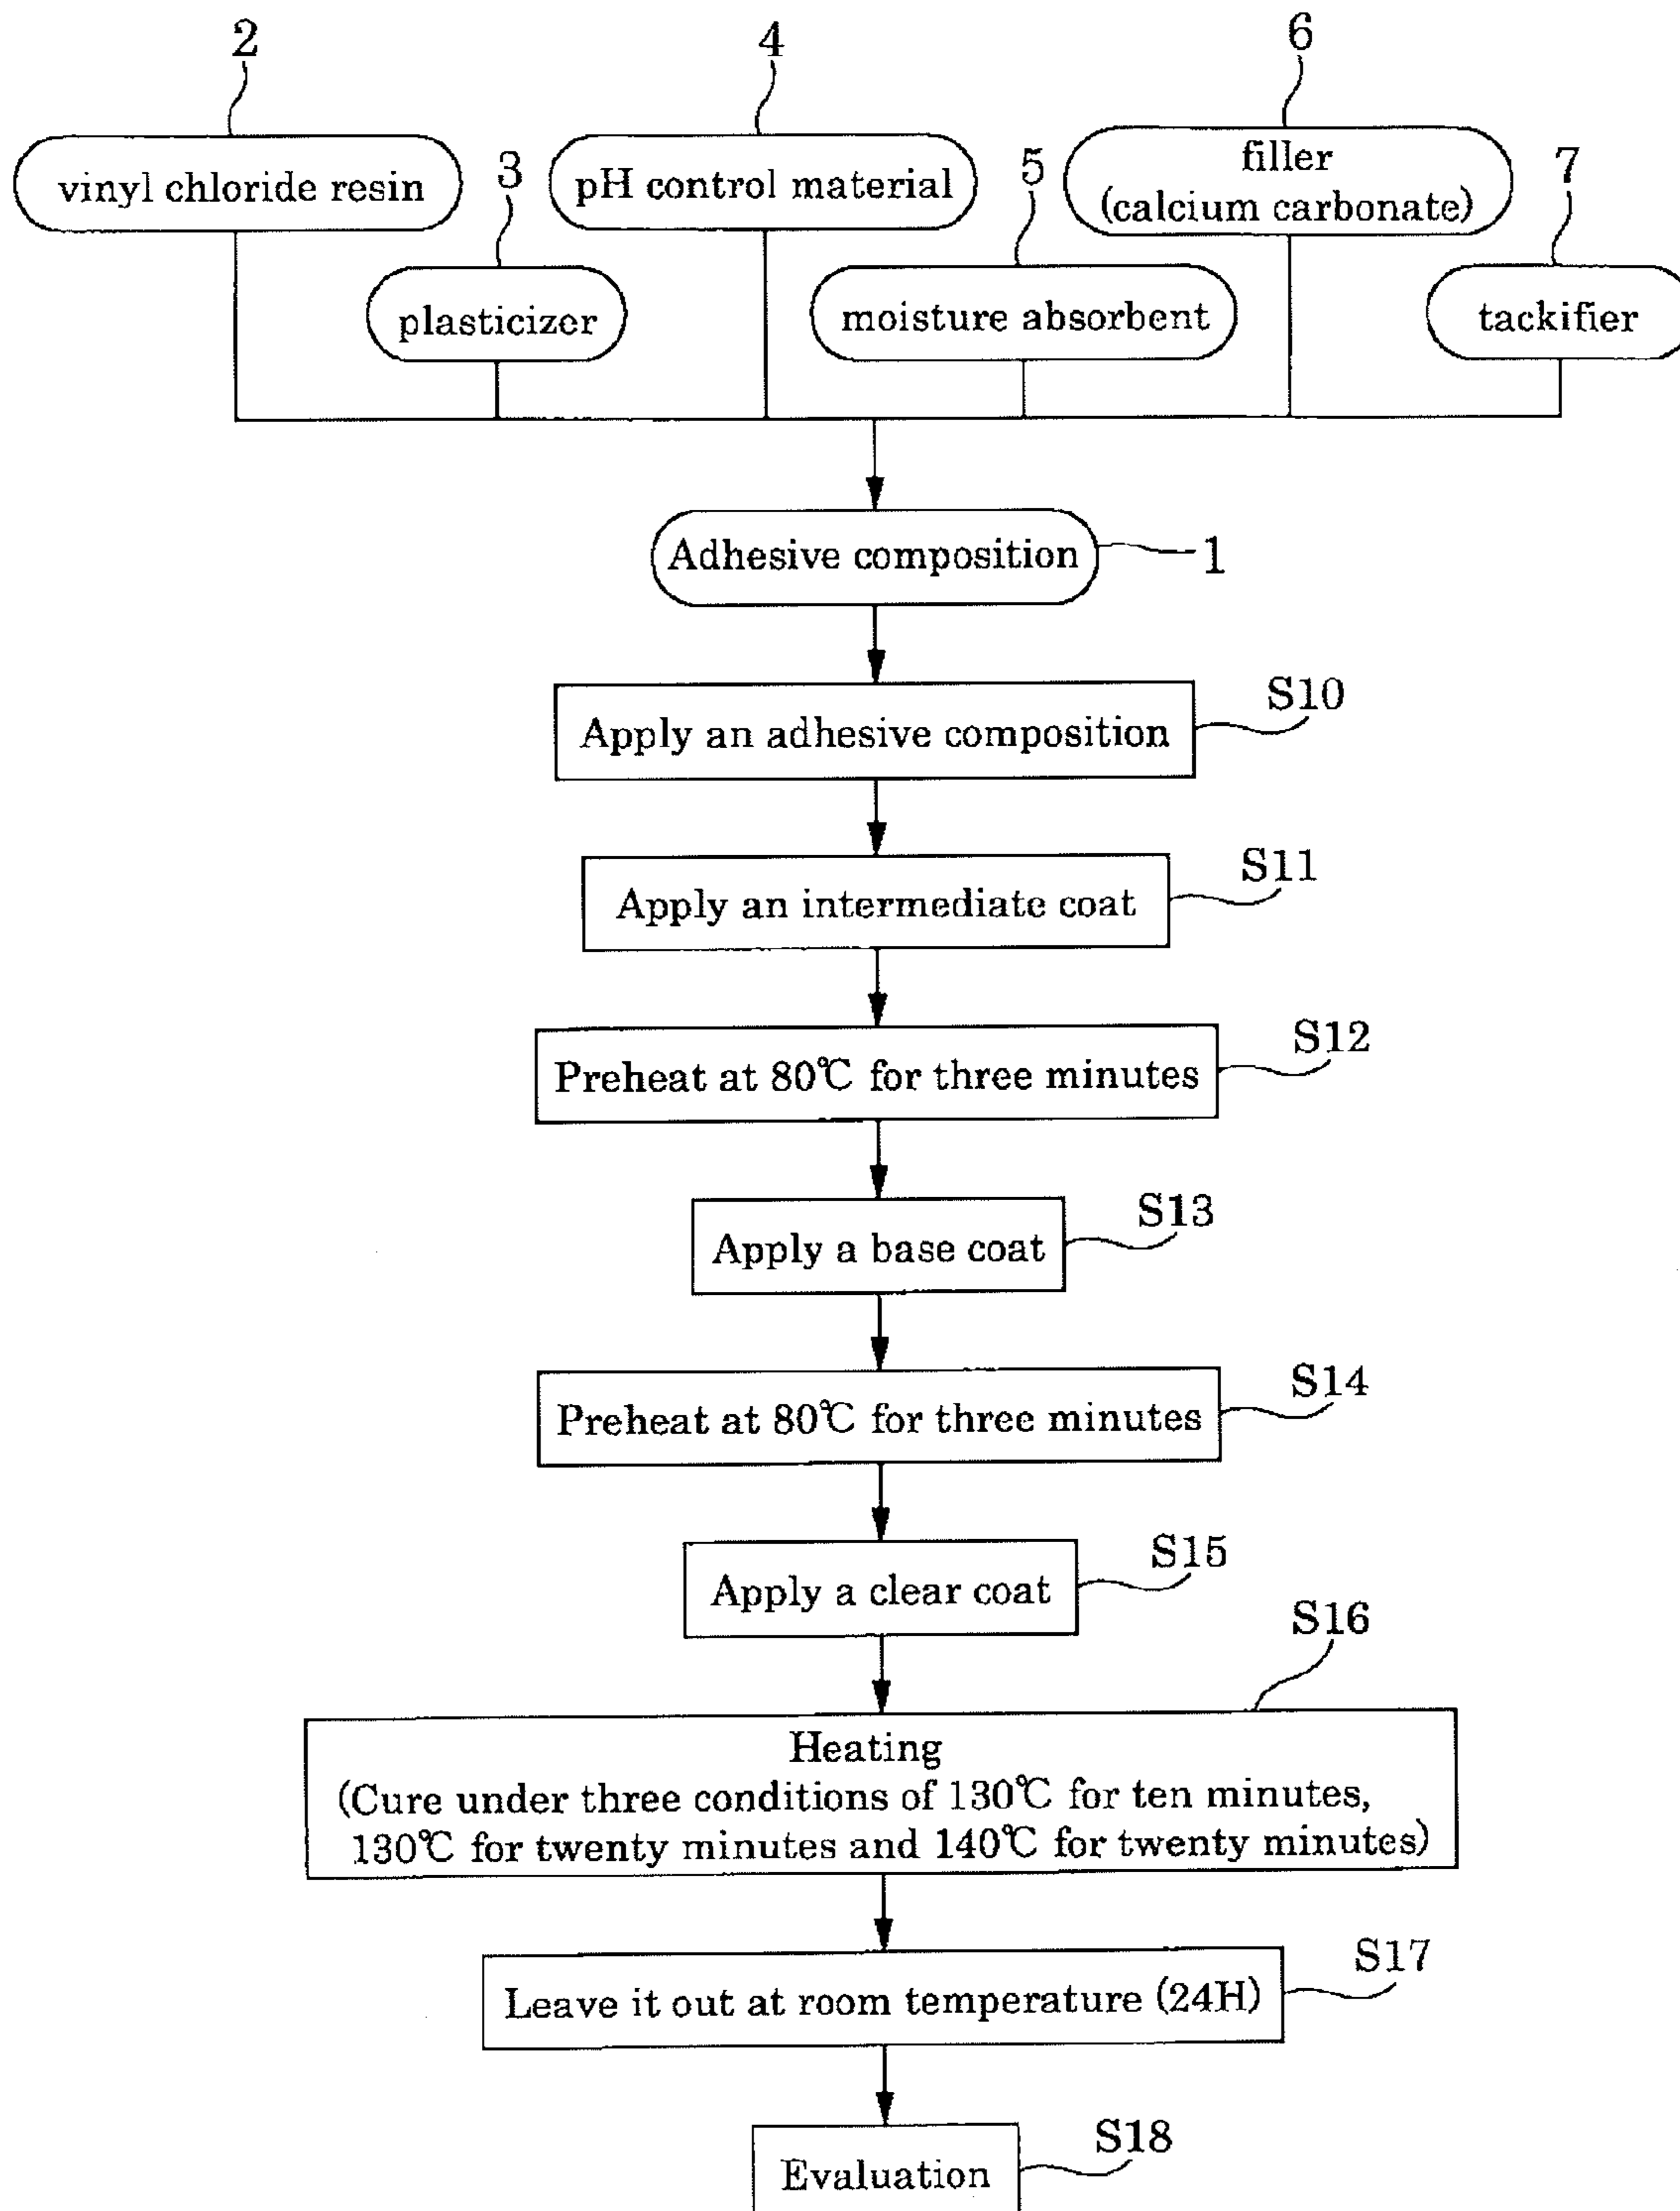 2
4
6
vinyl chloride resin
3
pH control material
5
filler
(calcium carbonate)
7
plasticizer
moisture absorbent
tackifier
Adhesive composition
1
S10
Apply an adhesive composition
S11
Apply an intermediate coat
S12
Preheat at 80℃ for three minutes
S13
Apply a base coat
S14
Preheat at 80℃ for three minutes
S15
Apply a clear coat
S16
Heating
(Cure under three conditions of 130℃ for ten minutes,
130℃ for twenty minutes and 140℃ for twenty minutes)
S17
Leave it out at room temperature (24H)
S18
Evaluation